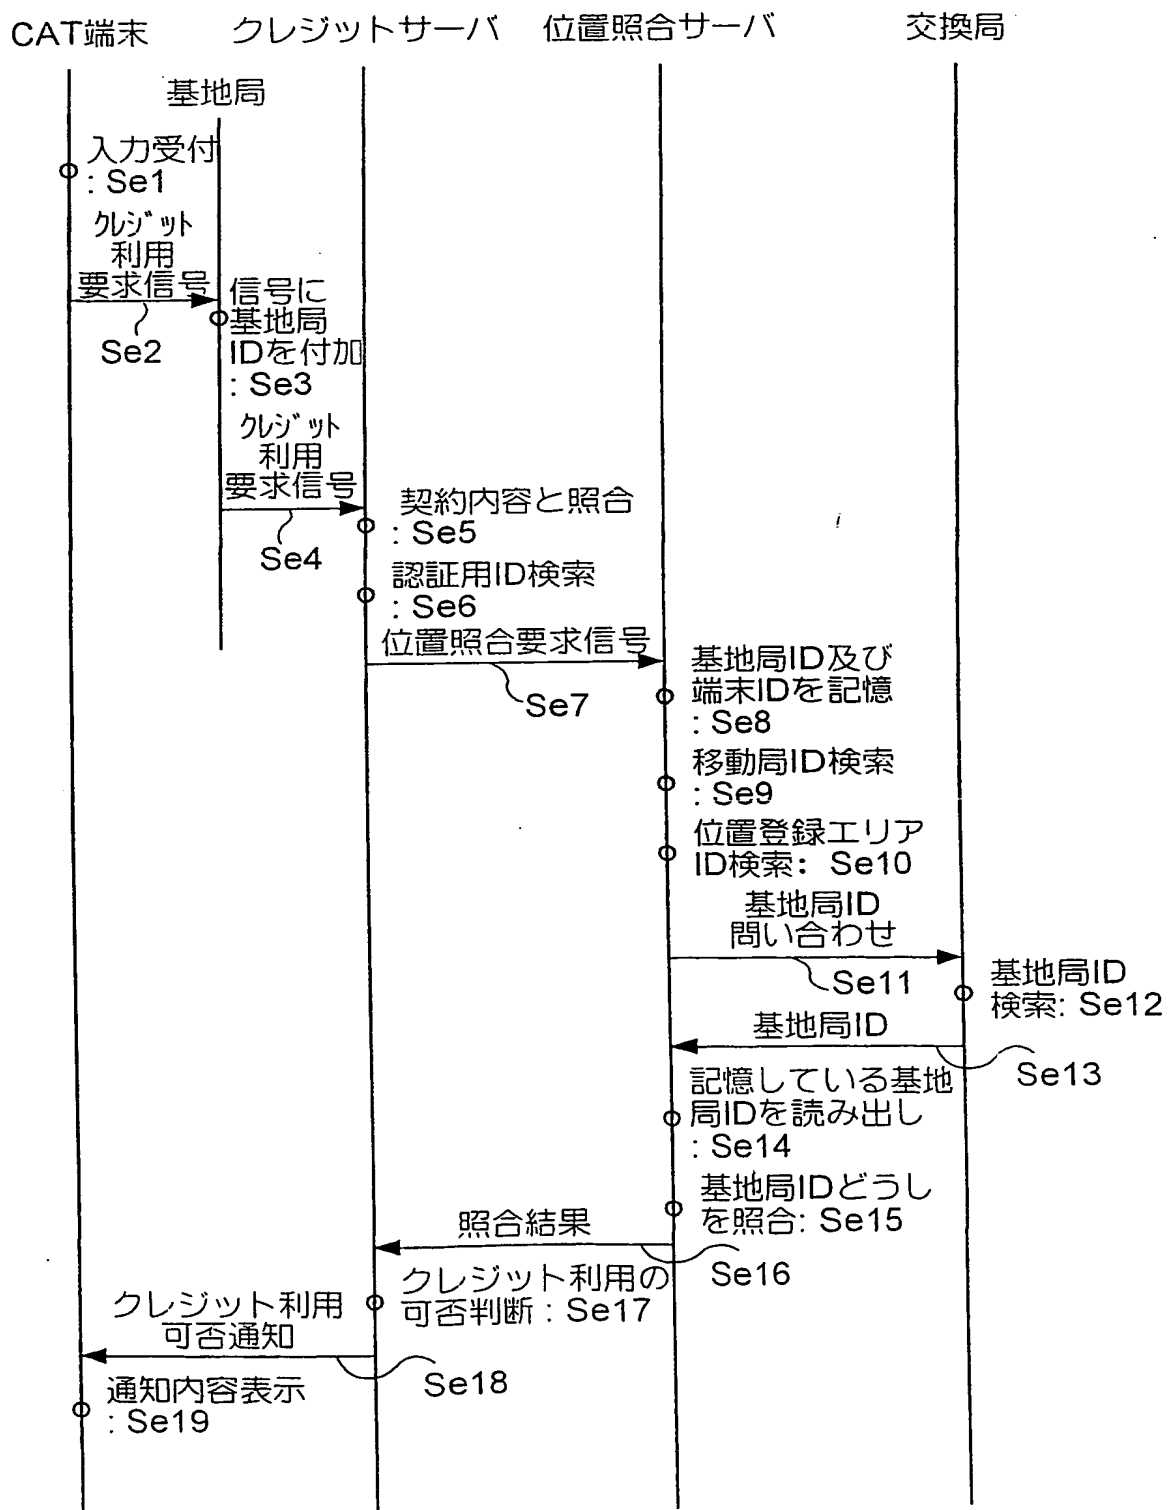 CAT端末
クレジットサーバ
位置照合サーバ
交換局
基地局
入力受付
: Se1
クレジット
利用
要求信号
Se2
信号に
基地局
IDを付加
: Se3
クレジット
利用
要求信号
Se4
契約内容と照合
: Se5
認証用ID検索
: Se6
位置照合要求信号
Se7
基地局ID及び
端末IDを記憶
: Se8
移動局ID検索
: Se9
位置登録エリア
ID検索: Se10
基地局ID
問い合わせ
Se11
基地局ID
検索: Se12
基地局ID
Se13
記憶している基地
局IDを読み出し
: Se14
基地局IDどうし
を照合: Se15
照合結果
Se16
クレジット利用の
可否判断: Se17
クレジット利用
可否通知
Se18
通知内容表示
: Se19